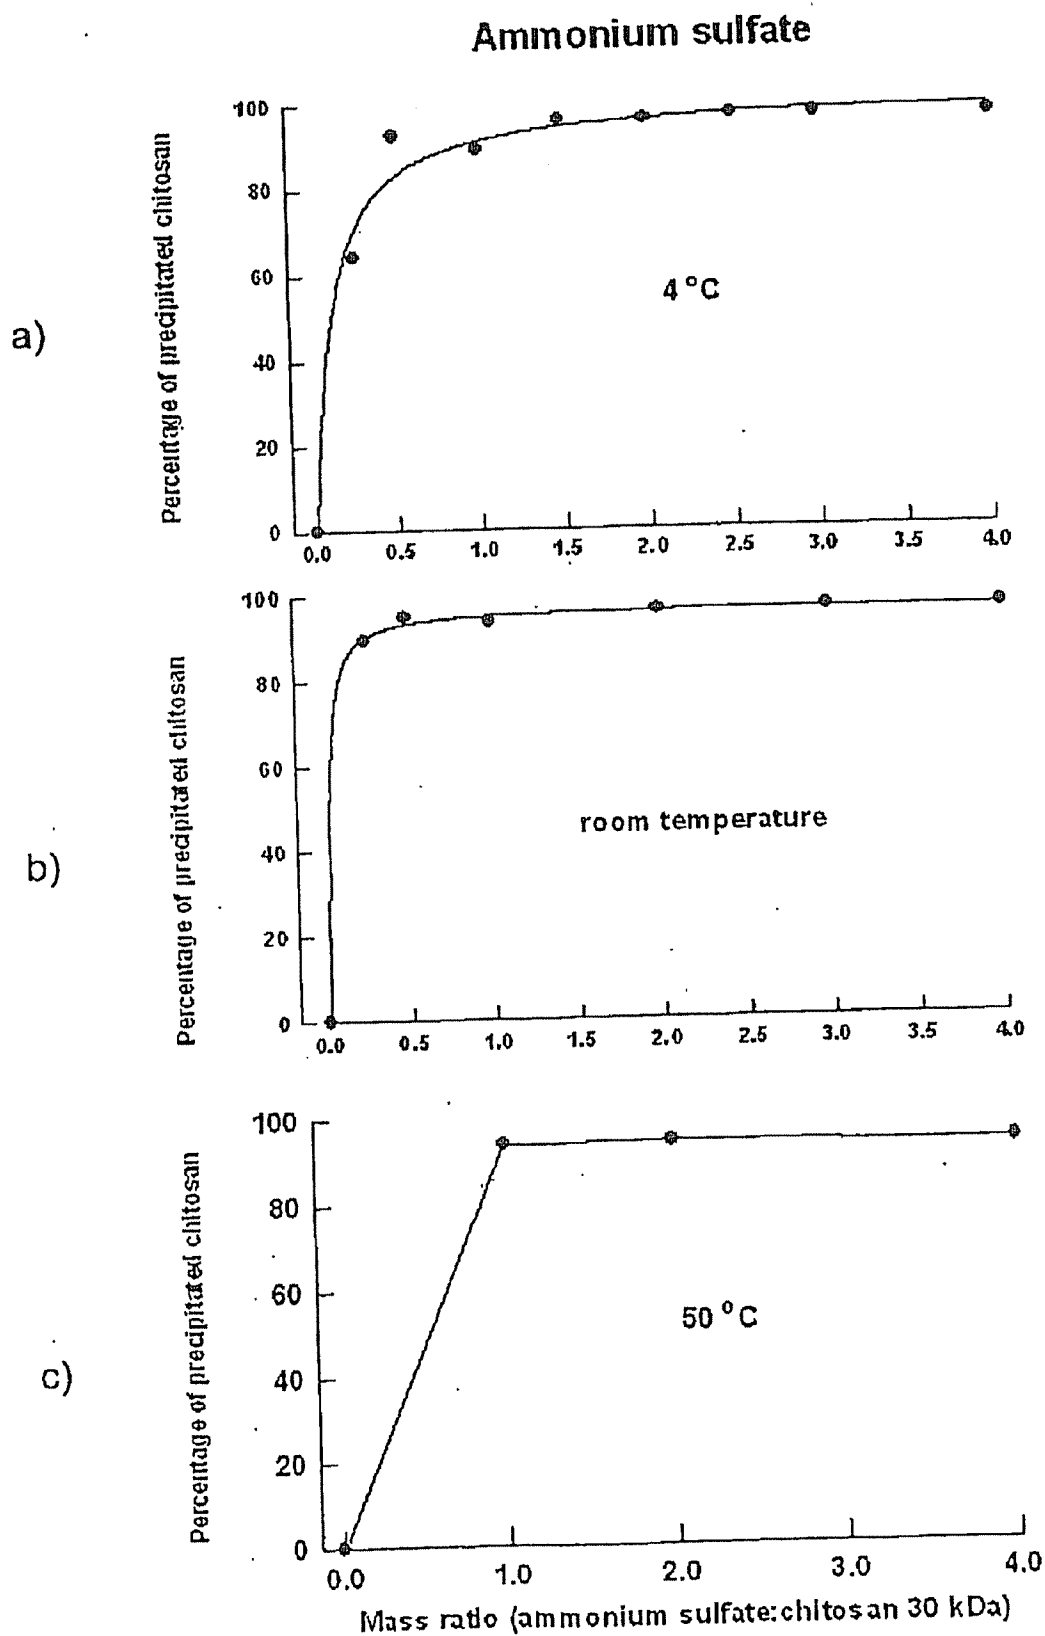 Ammonium sulfate
a)
Percentage of precipitated chitosan
100
80
60
40
20
0
4 °C
0.0 0.5 1.0 1.5 2.0 2.5 3.0 3.5 4.0
b)
Percentage of precipitated chitosan
100
80
60
40
20
0
room temperature
0.0 0.5 1.0 1.5 2.0 2.5 3.0 3.5 4.0
c)
Percentage of precipitated chitosan
100
80
60
40
20
0
50 °C
0.0 1.0 2.0 3.0 4.0
Mass ratio (ammonium sulfate:chitosan 30 kDa)